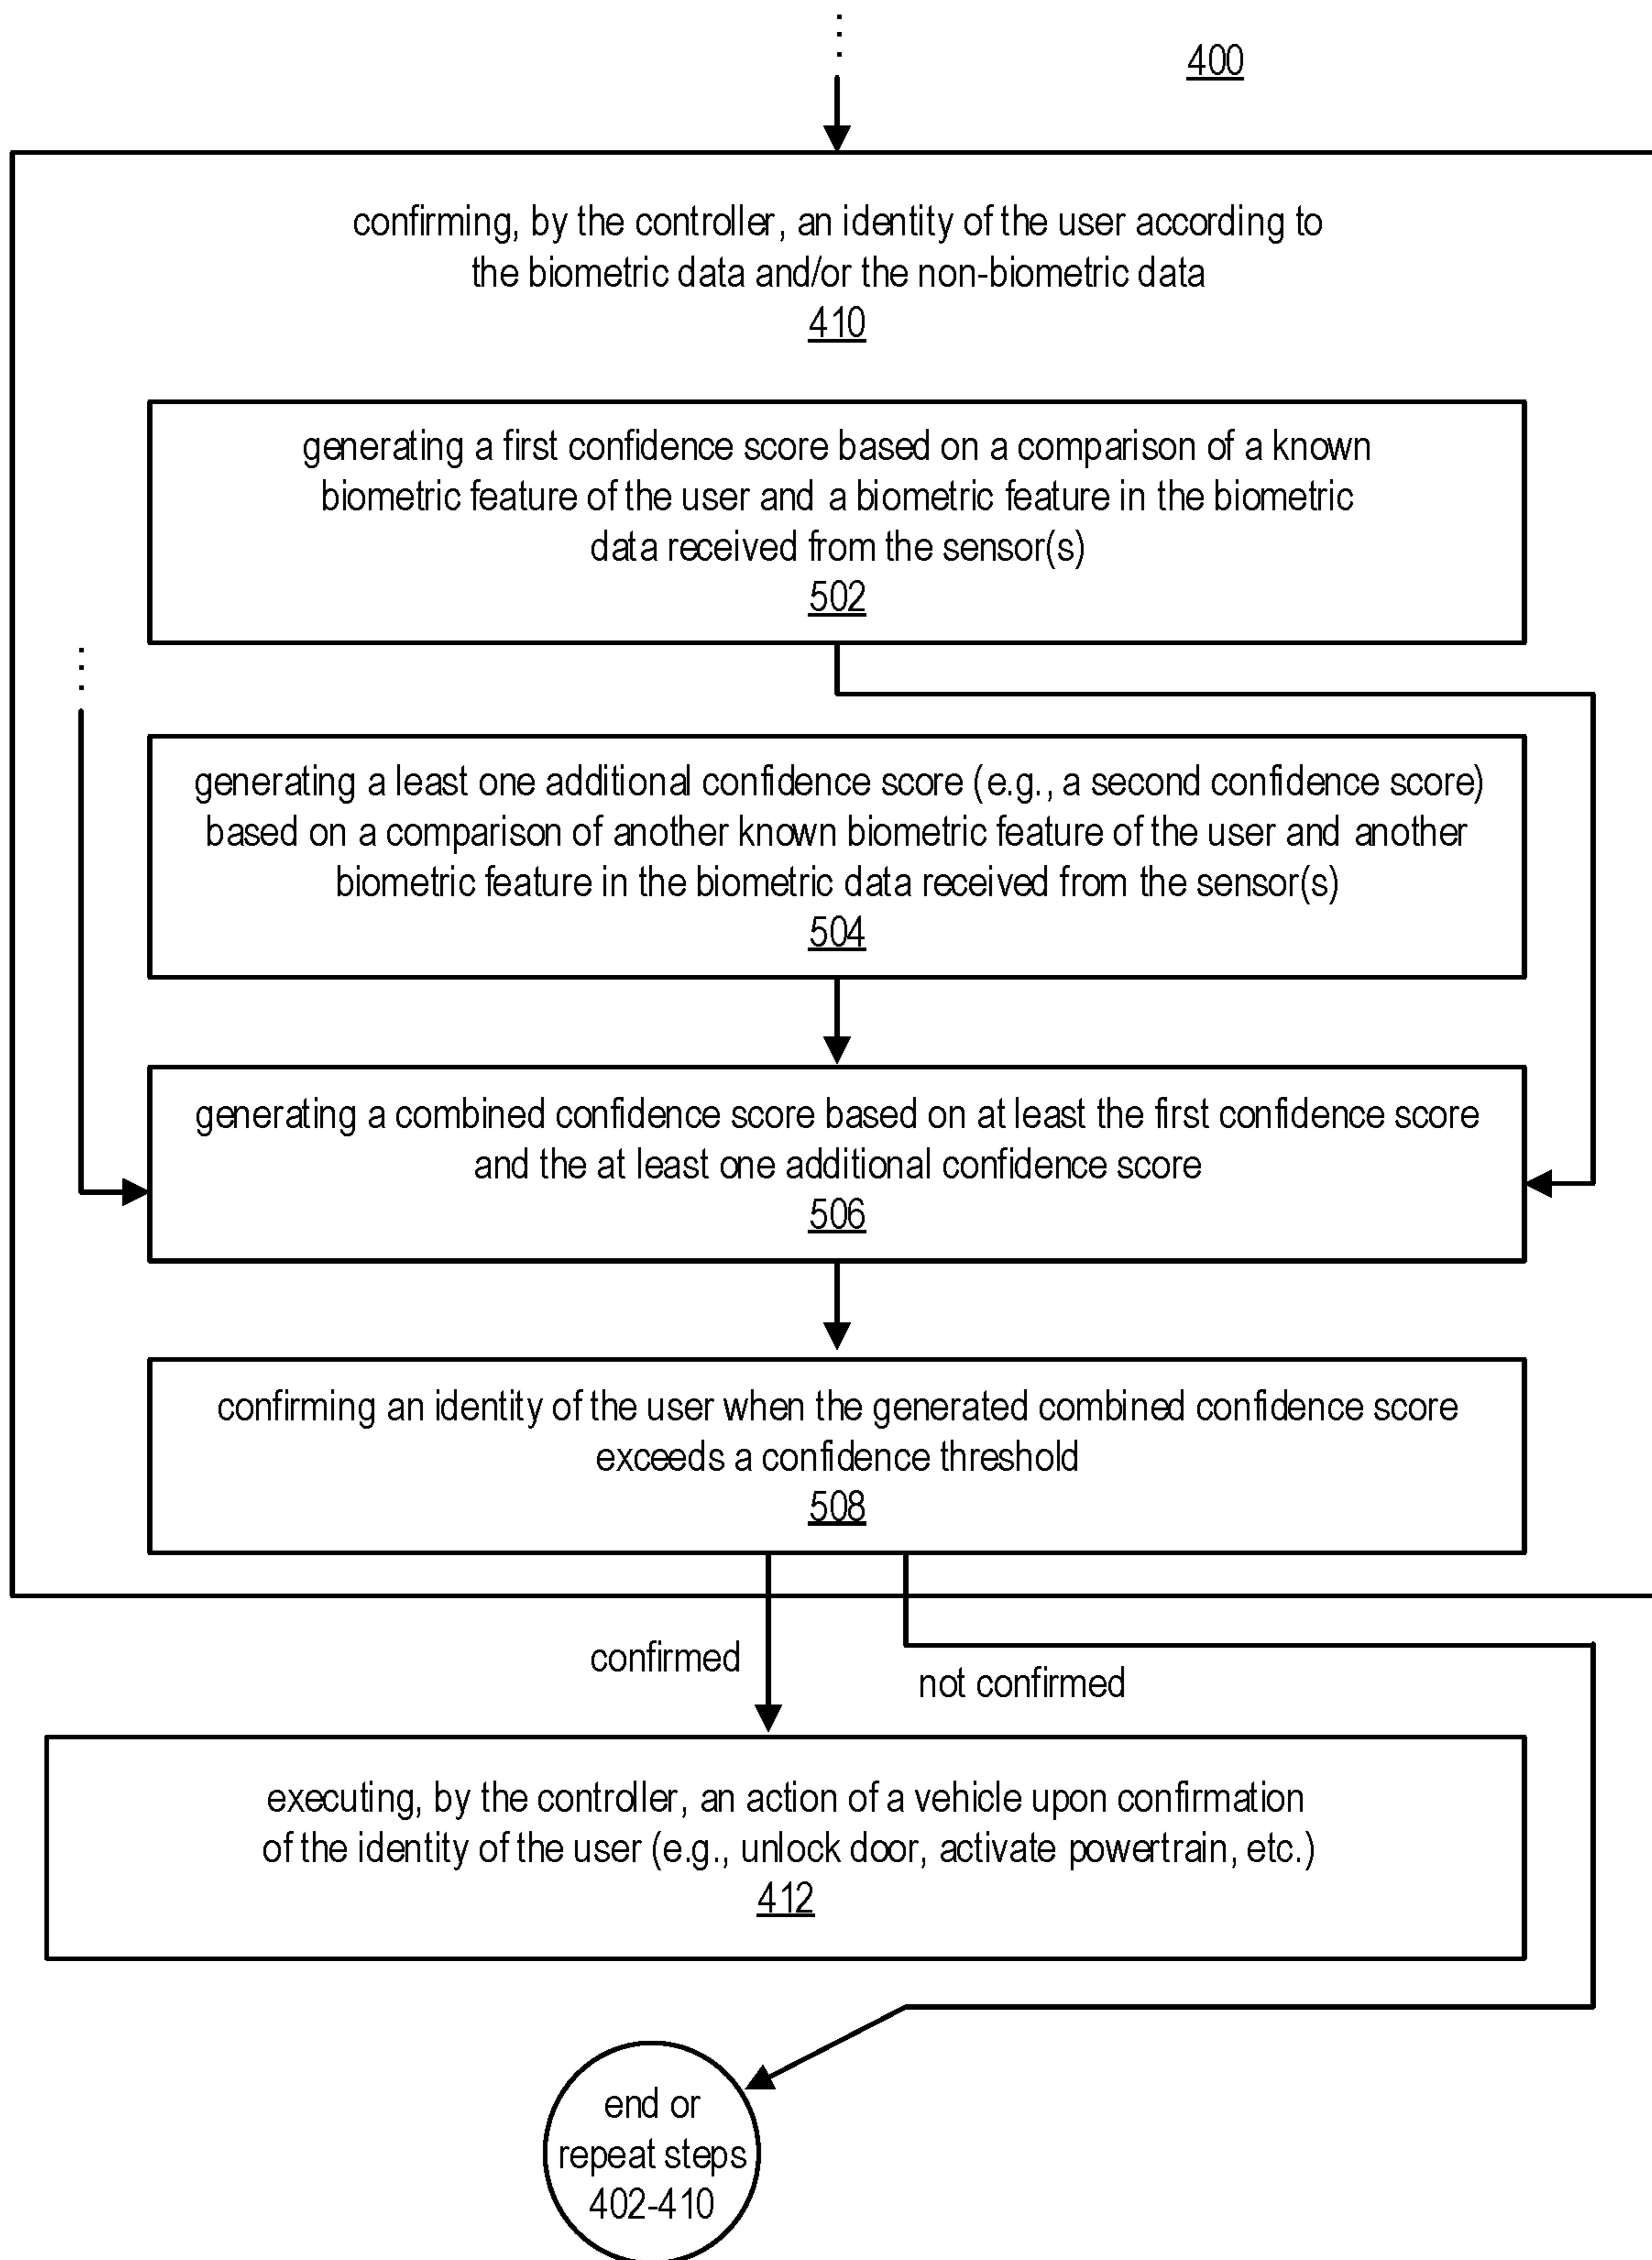 400
confirming, by the controller, an identity of the user according to
the biometric data and/or the non-biometric data
410
generating a first confidence score based on a comparison of a known
biometric feature of the user and a biometric feature in the biometric
data received from the sensor(s)
502
generating a least one additional confidence score (e.g., a second confidence score)
based on a comparison of another known biometric feature of the user and another
biometric feature in the biometric data received from the sensor(s)
504
generating a combined confidence score based on at least the first confidence score
and the at least one additional confidence score
506
confirming an identity of the user when the generated combined confidence score
exceeds a confidence threshold
508
confirmed
not confirmed
executing, by the controller, an action of a vehicle upon confirmation
of the identity of the user (e.g., unlock door, activate powertrain, etc.)
412
end or
repeat steps
402-410